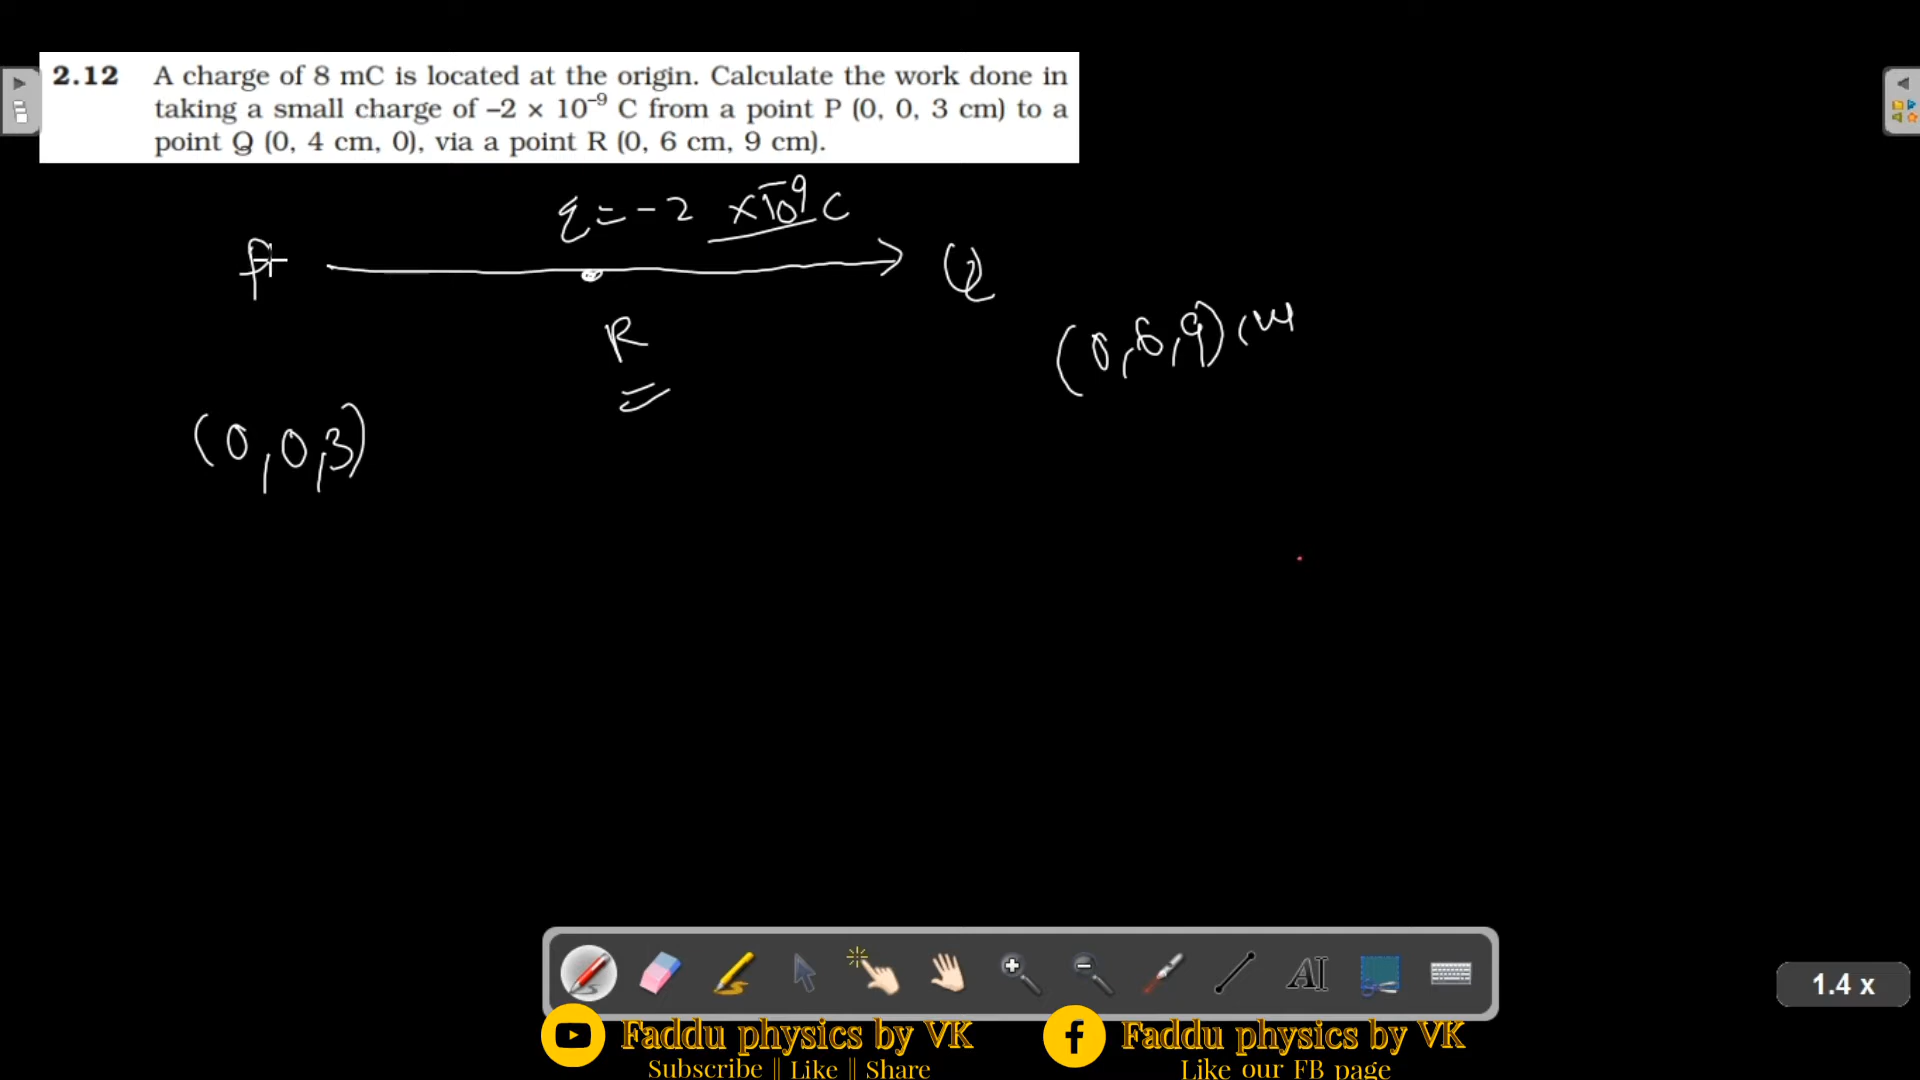 2.12 A charge of 8 mC is located at the origin. Calculate the work done in
taking a small charge of –2 × 10⁻⁹ C from a point P (0, 0, 3 cm) to a
point Q (0, 4 cm, 0), via a point R (0, 6 cm, 9 cm).
q = -2 × 10⁻⁹ C
P
Q
R
(0, 6, 9) cm
(0, 0, 3)
AI
1.4 x
Faddu physics by VK
Subscribe || Like || Share
Faddu physics by VK
Like our FB page